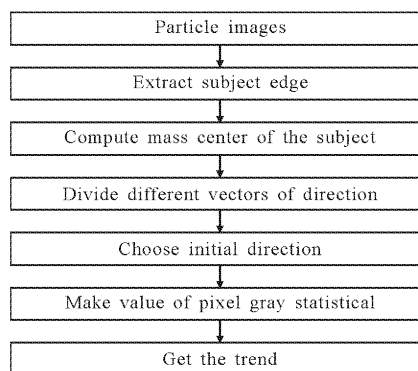 Particle images
Extract subject edge
Compute mass center of the subject
Divide different vectors of direction
Choose initial direction
Make value of pixel gray statistical
Get the trend